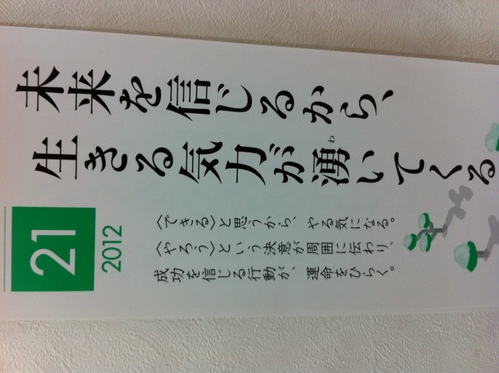 未来を信じるから、
生きる気力が湧いてくる
わ
21
2012
〈できる〉と思うから、やる気になる。
〈やろう〉という決意が周囲に伝わり、
成功を信じる行動が、運命をひらく。